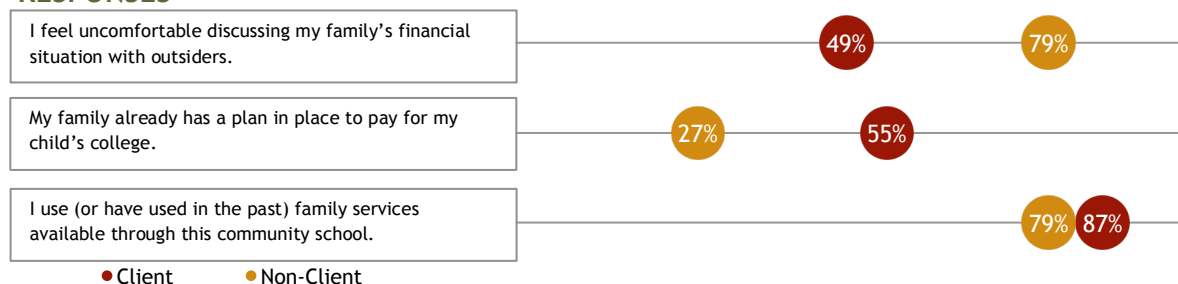 RESPONSES
I feel uncomfortable discussing my family's financial
situation with outsiders.
49%
79%
My family already has a plan in place to pay for my
child's college.
27%
55%
I use (or have used in the past) family services
available through this community school.
79%
87%
Client
Non-Client